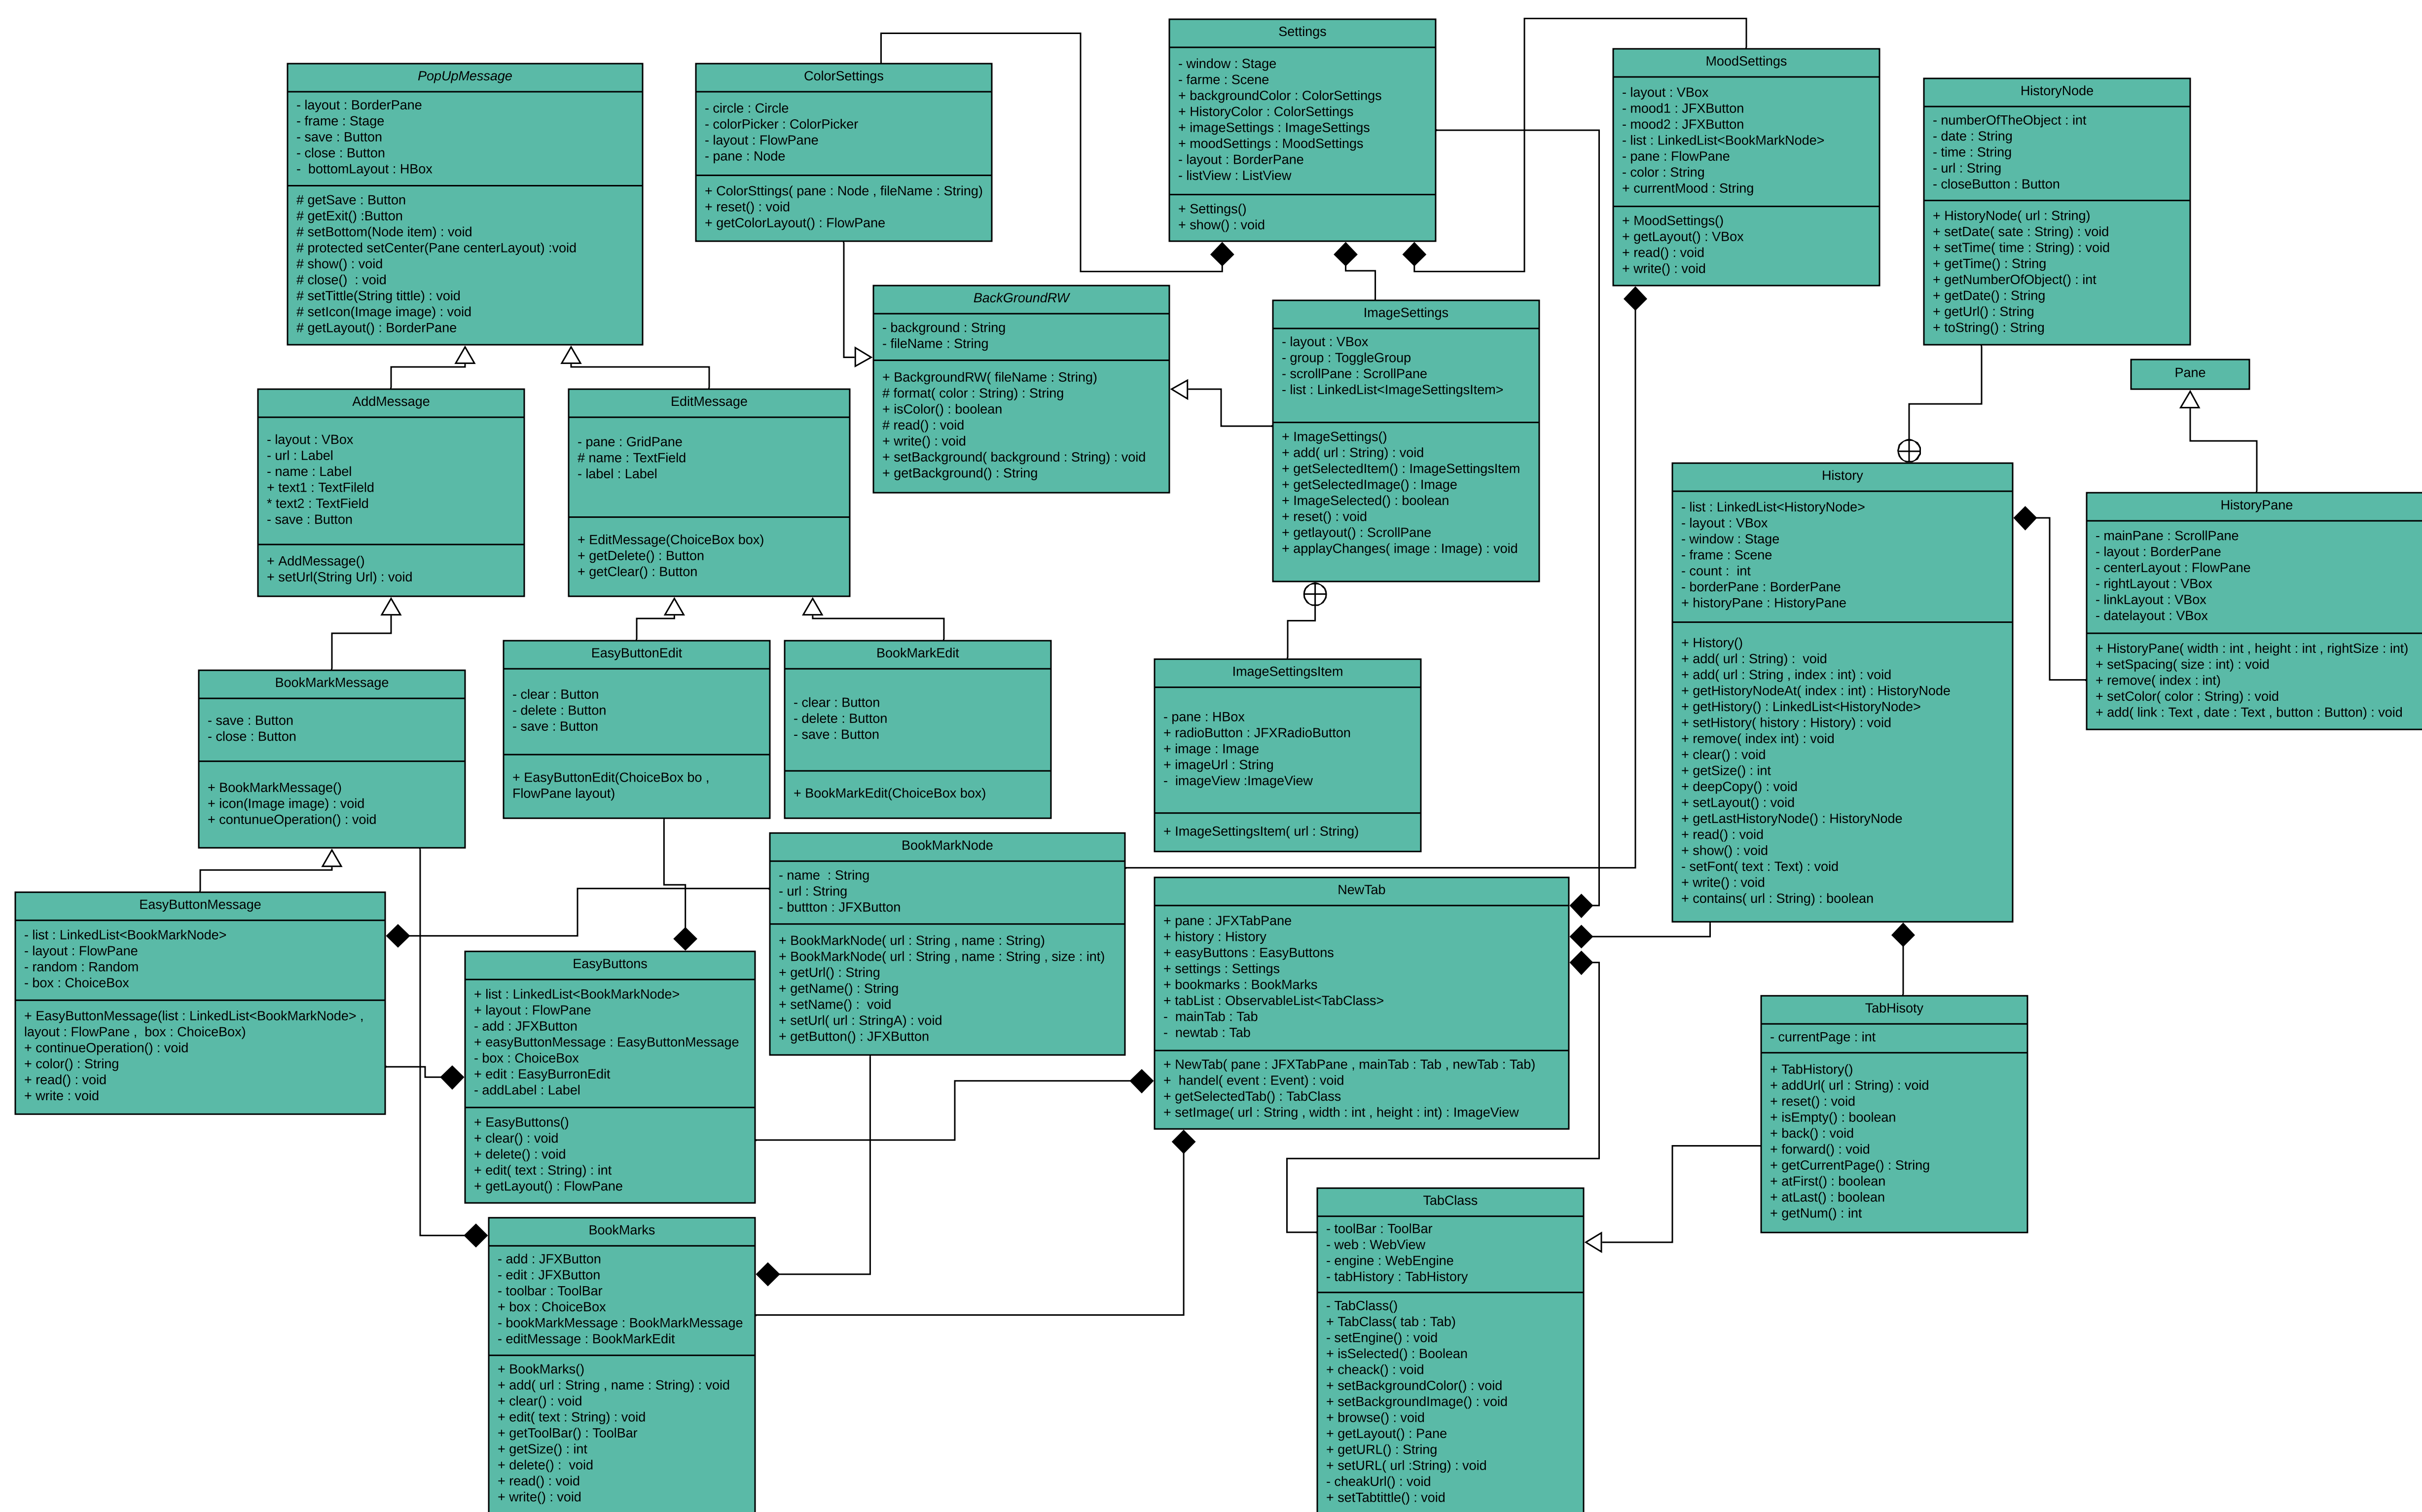 PopUpMessage
- layout : BorderPane
- frame : Stage
- save : Button
- close : Button
-  bottomLayout : HBox
# getSave : Button
# getExit() :Button
# setBottom(Node item) : void
# protected setCenter(Pane centerLayout) :void
# show() : void
# close()  : void
# setTittle(String tittle) : void
# setIcon(Image image) : void
# getLayout() : BorderPane
ColorSettings
- circle : Circle
- colorPicker : ColorPicker
- layout : FlowPane
- pane : Node
+ ColorSttings( pane : Node , fileName : String)
+ reset() : void
+ getColorLayout() : FlowPane
Settings
- window : Stage
- farme : Scene
+ backgroundColor : ColorSettings
+ HistoryColor : ColorSettings
+ imageSettings : ImageSettings
+ moodSettings : MoodSettings
- layout : BorderPane
- listView : ListView
+ Settings()
+ show() : void
MoodSettings
- layout : VBox
- mood1 : JFXButton
- mood2 : JFXButton
- list : LinkedList<BookMarkNode>
- pane : FlowPane
- color : String
+ currentMood : String
+ MoodSettings()
+ getLayout() : VBox
+ read() : void
+ write() : void
HistoryNode
- numberOfTheObject : int
- date : String
- time : String
- url : String
- closeButton : Button
+ HistoryNode( url : String)
+ setDate( sate : String) : void
+ setTime( time : String) : void
+ getTime() : String
+ getNumberOfObject() : int
+ getDate() : String
+ getUrl() : String
+ toString() : String
BackGroundRW
- background : String
- fileName : String
+ BackgroundRW( fileName : String)
# format( color : String) : String
+ isColor() : boolean
# read() : void
+ write() : void
+ setBackground( background : String) : void
+ getBackground() : String
ImageSettings
- layout : VBox
- group : ToggleGroup
- scrollPane : ScrollPane
- list : LinkedList<ImageSettingsItem>
+ ImageSettings()
+ add( url : String) : void
+ getSelectedItem() : ImageSettingsItem
+ getSelectedImage() : Image
+ ImageSelected() : boolean
+ reset() : void
+ getlayout() : ScrollPane
+ applayChanges( image : Image) : void
Pane
AddMessage
- layout : VBox
- url : Label
- name : Label
+ text1 : TextFileld
* text2 : TextField
- save : Button
+ AddMessage()
+ setUrl(String Url) : void
EditMessage
- pane : GridPane
# name : TextField
- label : Label
+ EditMessage(ChoiceBox box)
+ getDelete() : Button
+ getClear() : Button
History
- list : LinkedList<HistoryNode>
- layout : VBox
- window : Stage
- frame : Scene
- count :  int
- borderPane : BorderPane
+ historyPane : HistoryPane
+ History()
+ add( url : String) :  void
+ add( url : String , index : int) : void
+ getHistoryNodeAt( index : int) : HistoryNode
+ getHistory() : LinkedList<HistoryNode>
+ setHistory( history : History) : void
+ remove( index int) : void
+ clear() : void
+ getSize() : int
+ deepCopy() : void
+ setLayout() : void
+ getLastHistoryNode() : HistoryNode
+ read() : void
+ show() : void
- setFont( text : Text) : void
+ write() : void
+ contains( url : String) : boolean
HistoryPane
- mainPane : ScrollPane
- layout : BorderPane
- centerLayout : FlowPane
- rightLayout : VBox
- linkLayout : VBox
- datelayout : VBox
+ HistoryPane( width : int , height : int , rightSize : int)
+ setSpacing( size : int) : void
+ remove( index : int)
+ setColor( color : String) : void
+ add( link : Text , date : Text , button : Button) : void
BookMarkMessage
- save : Button
- close : Button
+ BookMarkMessage()
+ icon(Image image) : void
+ contunueOperation() : void
EasyButtonEdit
- clear : Button
- delete : Button
- save : Button
+ EasyButtonEdit(ChoiceBox bo ,
FlowPane layout)
BookMarkEdit
- clear : Button
- delete : Button
- save : Button
+ BookMarkEdit(ChoiceBox box)
ImageSettingsItem
- pane : HBox
+ radioButton : JFXRadioButton
+ image : Image
+ imageUrl : String
-  imageView :ImageView
+ ImageSettingsItem( url : String)
EasyButtonMessage
- list : LinkedList<BookMarkNode>
- layout : FlowPane
- random : Random
- box : ChoiceBox
+ EasyButtonMessage(list : LinkedList<BookMarkNode> ,
layout : FlowPane ,  box : ChoiceBox)
+ continueOperation() : void
+ color() : String
+ read() : void
+ write : void
BookMarkNode
- name  : String
- url : String
- buttton : JFXButton
+ BookMarkNode( url : String , name : String)
+ BookMarkNode( url : String , name : String , size : int)
+ getUrl() : String
+ getName() : String
+ setName() :  void
+ setUrl( url : StringA) : void
+ getButton() : JFXButton
NewTab
+ pane : JFXTabPane
+ history : History
+ easyButtons : EasyButtons
+ settings : Settings
+ bookmarks : BookMarks
+ tabList : ObservableList<TabClass>
-  mainTab : Tab
-  newtab : Tab
+ NewTab( pane : JFXTabPane , mainTab : Tab , newTab : Tab)
+  handel( event : Event) : void
+ getSelectedTab() : TabClass
+ setImage( url : String , width : int , height : int) : ImageView
EasyButtons
+ list : LinkedList<BookMarkNode>
+ layout : FlowPane
- add : JFXButton
+ easyButtonMessage : EasyButtonMessage
- box : ChoiceBox
+ edit : EasyBurronEdit
- addLabel : Label
+ EasyButtons()
+ clear() : void
+ delete() : void
+ edit( text : String) : int
+ getLayout() : FlowPane
TabHisoty
- currentPage : int
+ TabHistory()
+ addUrl( url : String) : void
+ reset() : void
+ isEmpty() : boolean
+ back() : void
+ forward() : void
+ getCurrentPage() : String
+ atFirst() : boolean
+ atLast() : boolean
+ getNum() : int
BookMarks
- add : JFXButton
- edit : JFXButton
- toolbar : ToolBar
+ box : ChoiceBox
- bookMarkMessage : BookMarkMessage
- editMessage : BookMarkEdit
+ BookMarks()
+ add( url : String , name : String) : void
+ clear() : void
+ edit( text : String) : void
+ getToolBar() : ToolBar
+ getSize() : int
+ delete() :  void
+ read() : void
+ write() : void
TabClass
- toolBar : ToolBar
- web : WebView
- engine : WebEngine
- tabHistory : TabHistory
- TabClass()
+ TabClass( tab : Tab)
- setEngine() : void
+ isSelected() : Boolean
+ cheack() : void
+ setBackgroundColor() : void
+ setBackgroundImage() : void
+ browse() : void
+ getLayout() : Pane
+ getURL() : String
+ setURL( url :String) : void
- cheakUrl() : void
+ setTabtittle() : void